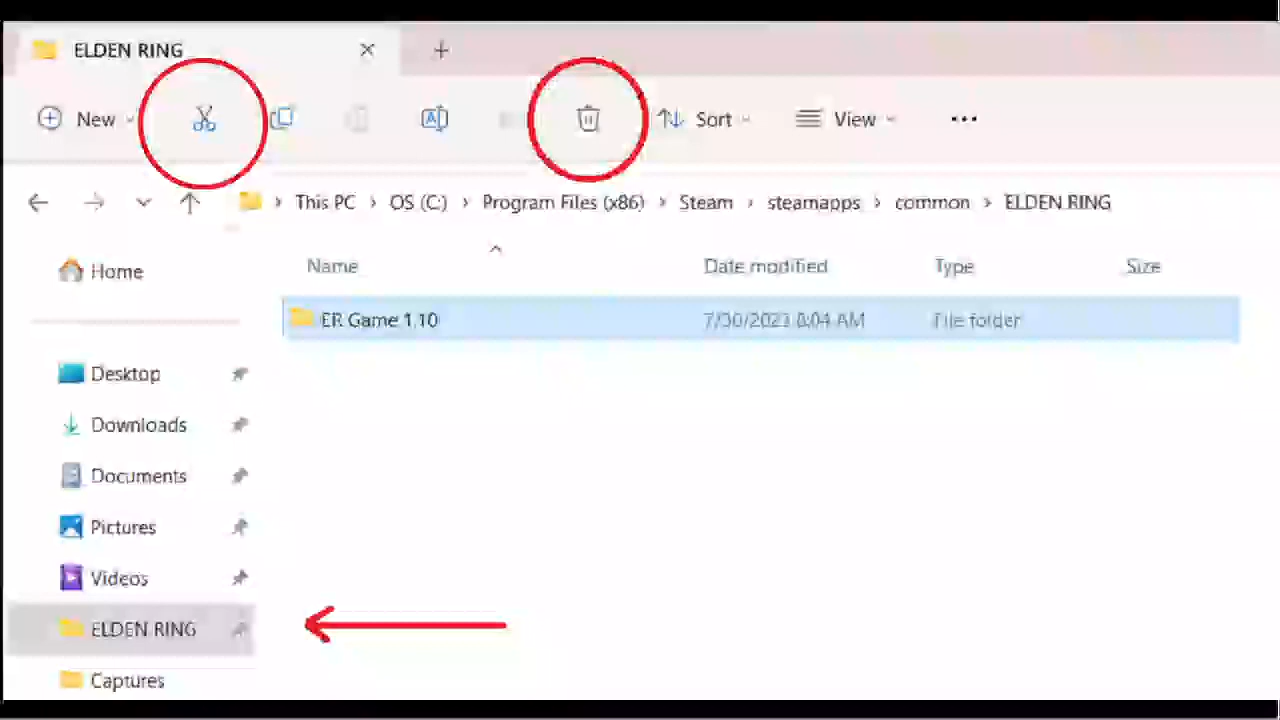 ELDEN RING
New
Sort
View
This PC > OS (C:) > Program Files (x86) > Steam > steamapps > common > ELDEN RING
Name Date modified Type Size
ER Game 1.10 7/30/2023 8:04 AM File folder
Home
Desktop
Downloads
Documents
Pictures
Videos
ELDEN RING
Captures